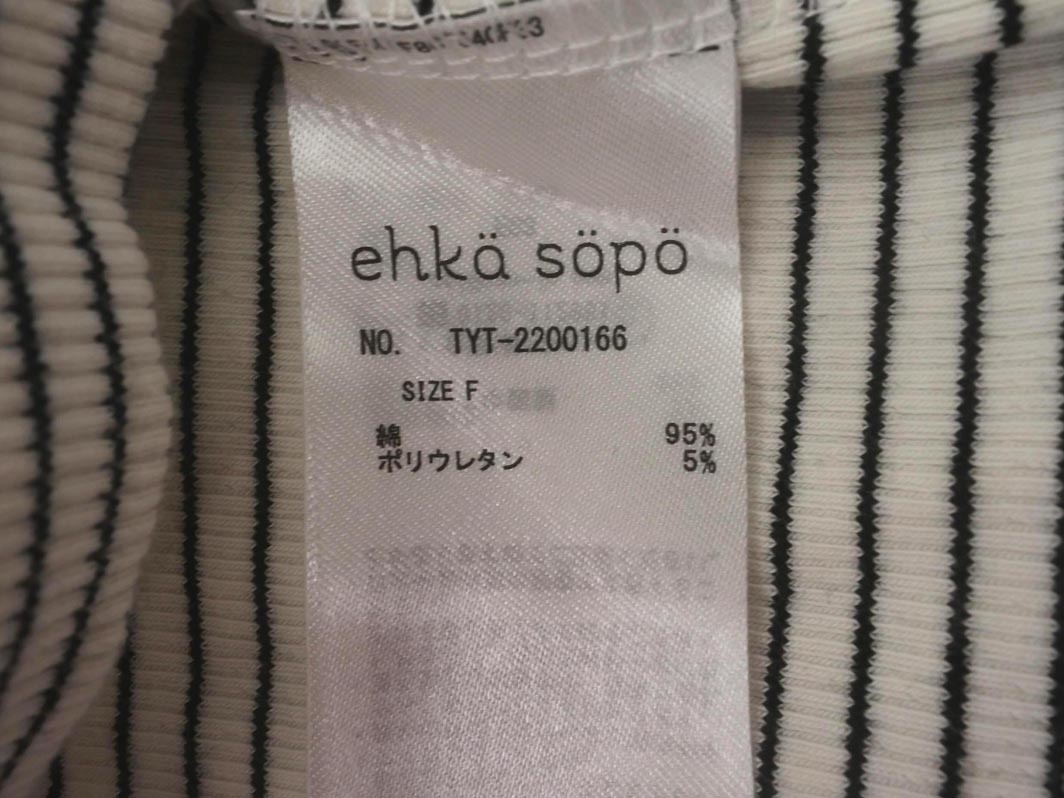 ehkä söpö
NO. TYT-2200166
SIZE F
綿 95%
ポリウレタン 5%